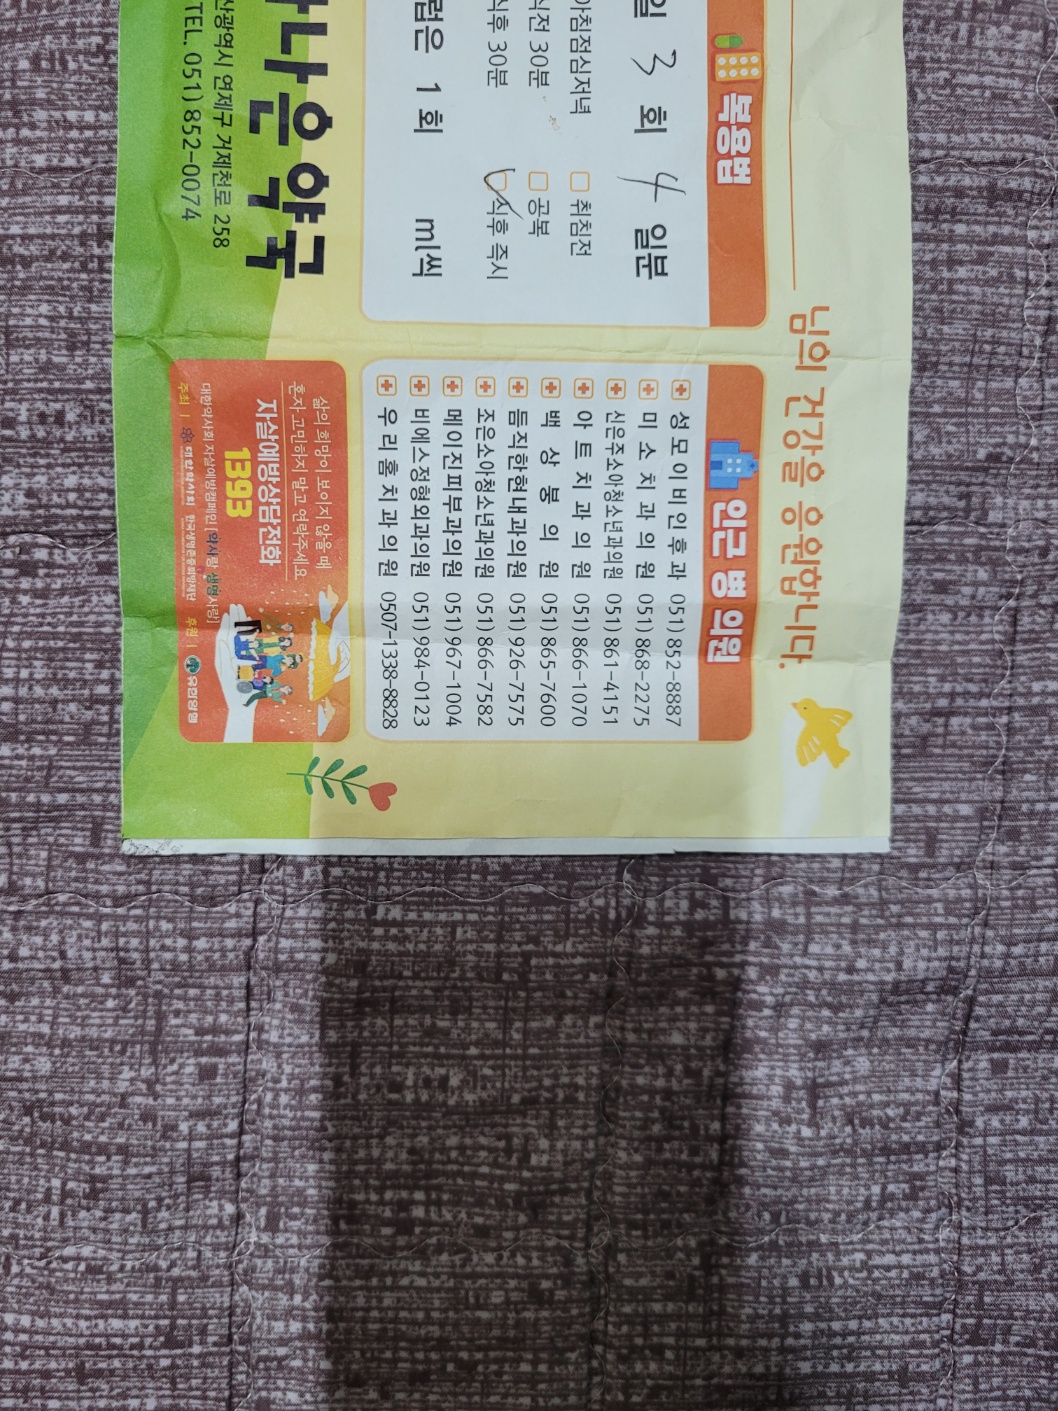 님의 건강을 응원합니다.
복용법
일 3 회 4 일분
아침점심저녁 취침전
식전 30분 공복
식후 30분 식후 즉시
럽은 1 회 ml씩
인근 병 의원
성모이비인후과 051)852-8887
미소치과의원 051)868-2275
신은주소아청소년과의원 051)861-4151
아트치과의원 051)866-1070
백상붕의원 051)865-7600
듬직한현내과의원 051)926-7575
조은소아청소년과의원 051)866-7582
메이진피부과의원 051)967-1004
비에스정형외과의원 051)984-0123
우리홈치과의원 0507-1338-8828
나은약국
산광역시 연제구 거제천로 258
TEL. 051) 852-0074
삶의 희망이 보이지 않을 때
혼자 고민하지 말고 연락주세요
자살예방상담전화
1393
대한약사회 자살예방캠페인 [약사랑 생명사랑]
주최 | 대한약사회 한국생명존중희망재단 후원 | 유한양행